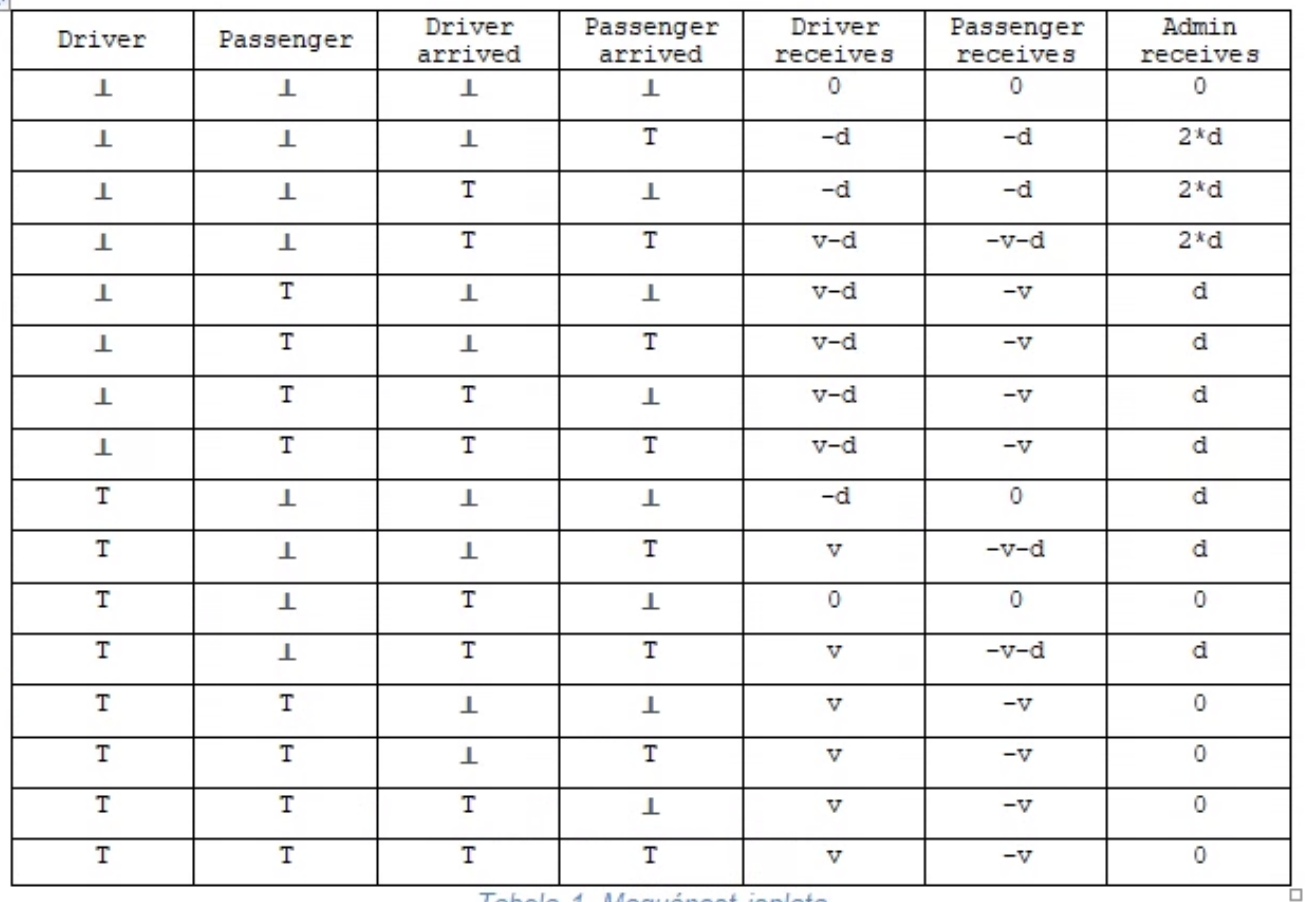 Driver Passenger Driver arrived Passenger arrived Driver receives Passenger receives Admin receives
⊥ ⊥ ⊥ ⊥ 0 0 0
⊥ ⊥ ⊥ T -d -d 2*d
⊥ ⊥ T ⊥ -d -d 2*d
⊥ ⊥ T T v-d -v-d 2*d
⊥ T ⊥ ⊥ v-d -v d
⊥ T ⊥ T v-d -v d
⊥ T T ⊥ v-d -v d
⊥ T T T v-d -v d
T ⊥ ⊥ ⊥ -d 0 d
T ⊥ ⊥ T v -v-d d
T ⊥ T ⊥ 0 0 0
T ⊥ T T v -v-d d
T T ⊥ ⊥ v -v 0
T T ⊥ T v -v 0
T T T ⊥ v -v 0
T T T T v -v 0